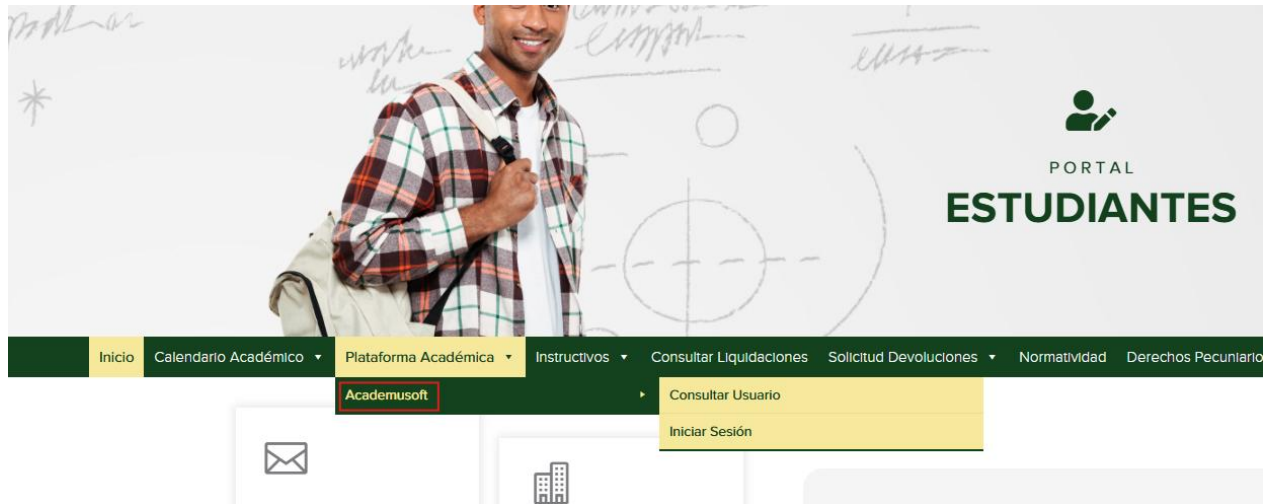 PORTAL
ESTUDIANTES
Inicio Calendario Académico Plataforma Académica Instructivos Consultar Liquidaciones Solicitud Devoluciones Normatividad Derechos Pecuniario
Academusoft Consultar Usuario
Iniciar Sesión